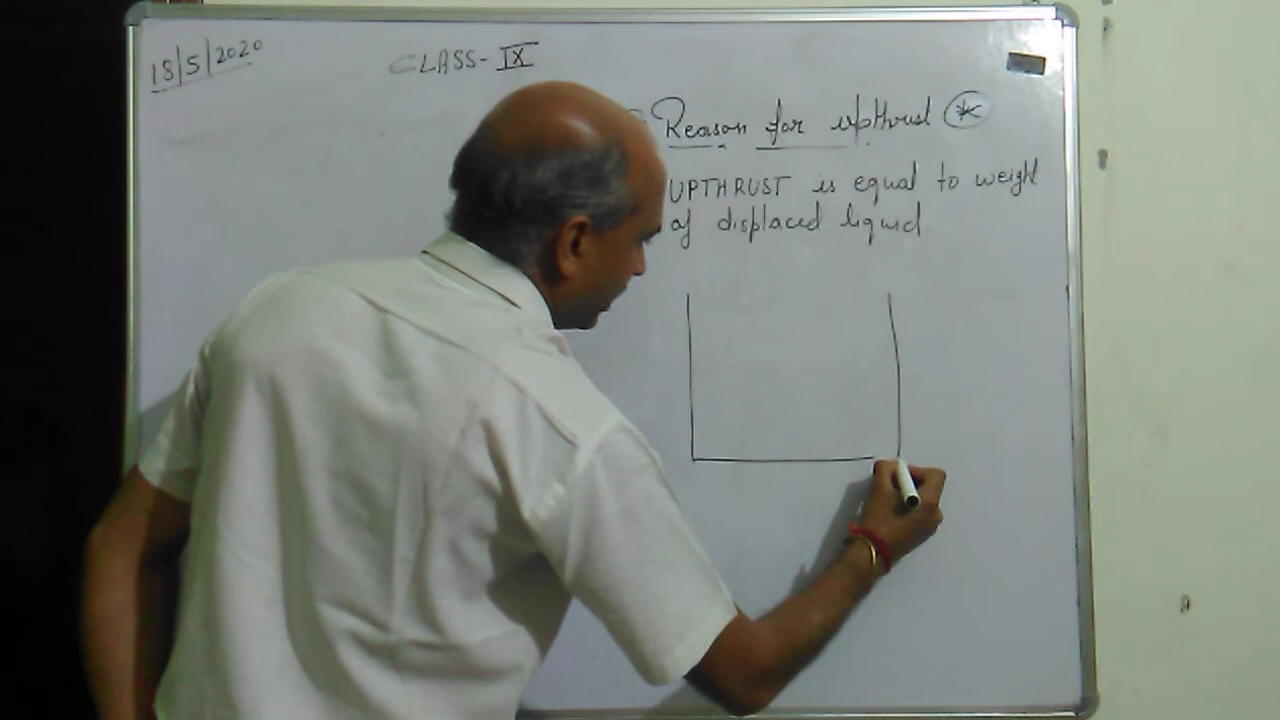 18/5/2020
CLASS-IX
Reason for upthrust
UPTHRUST is equal to weight
of displaced liquid